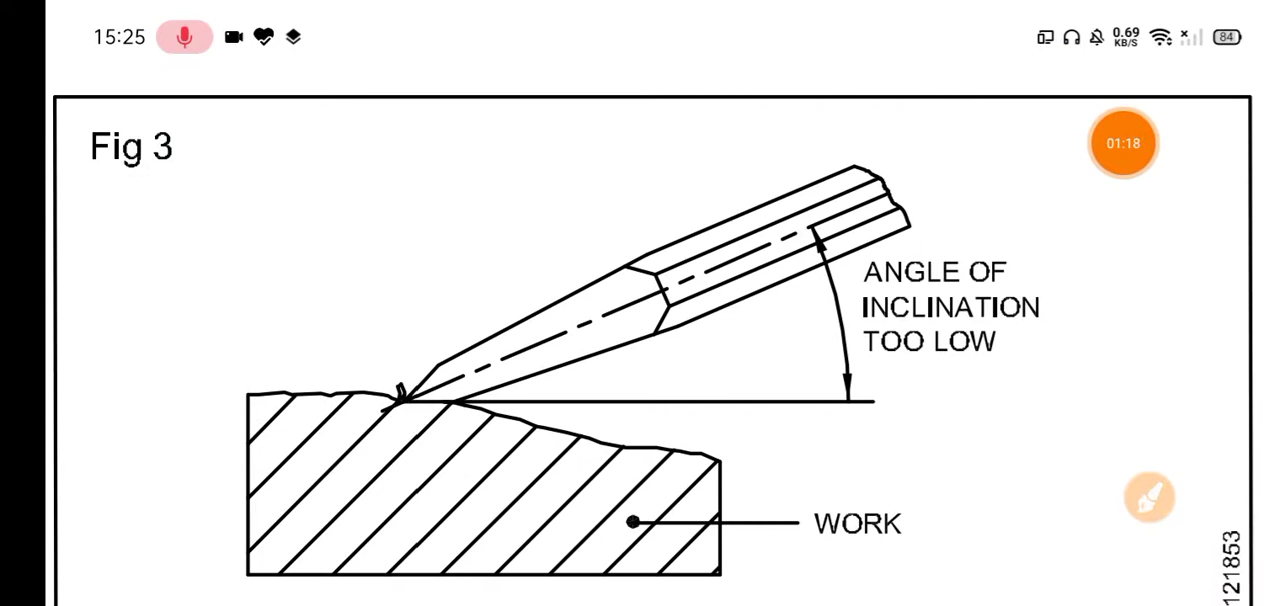 15:25
0.69
KB/S
84
Fig 3
01:18
ANGLE OF
INCLINATION
TOO LOW
WORK
121853